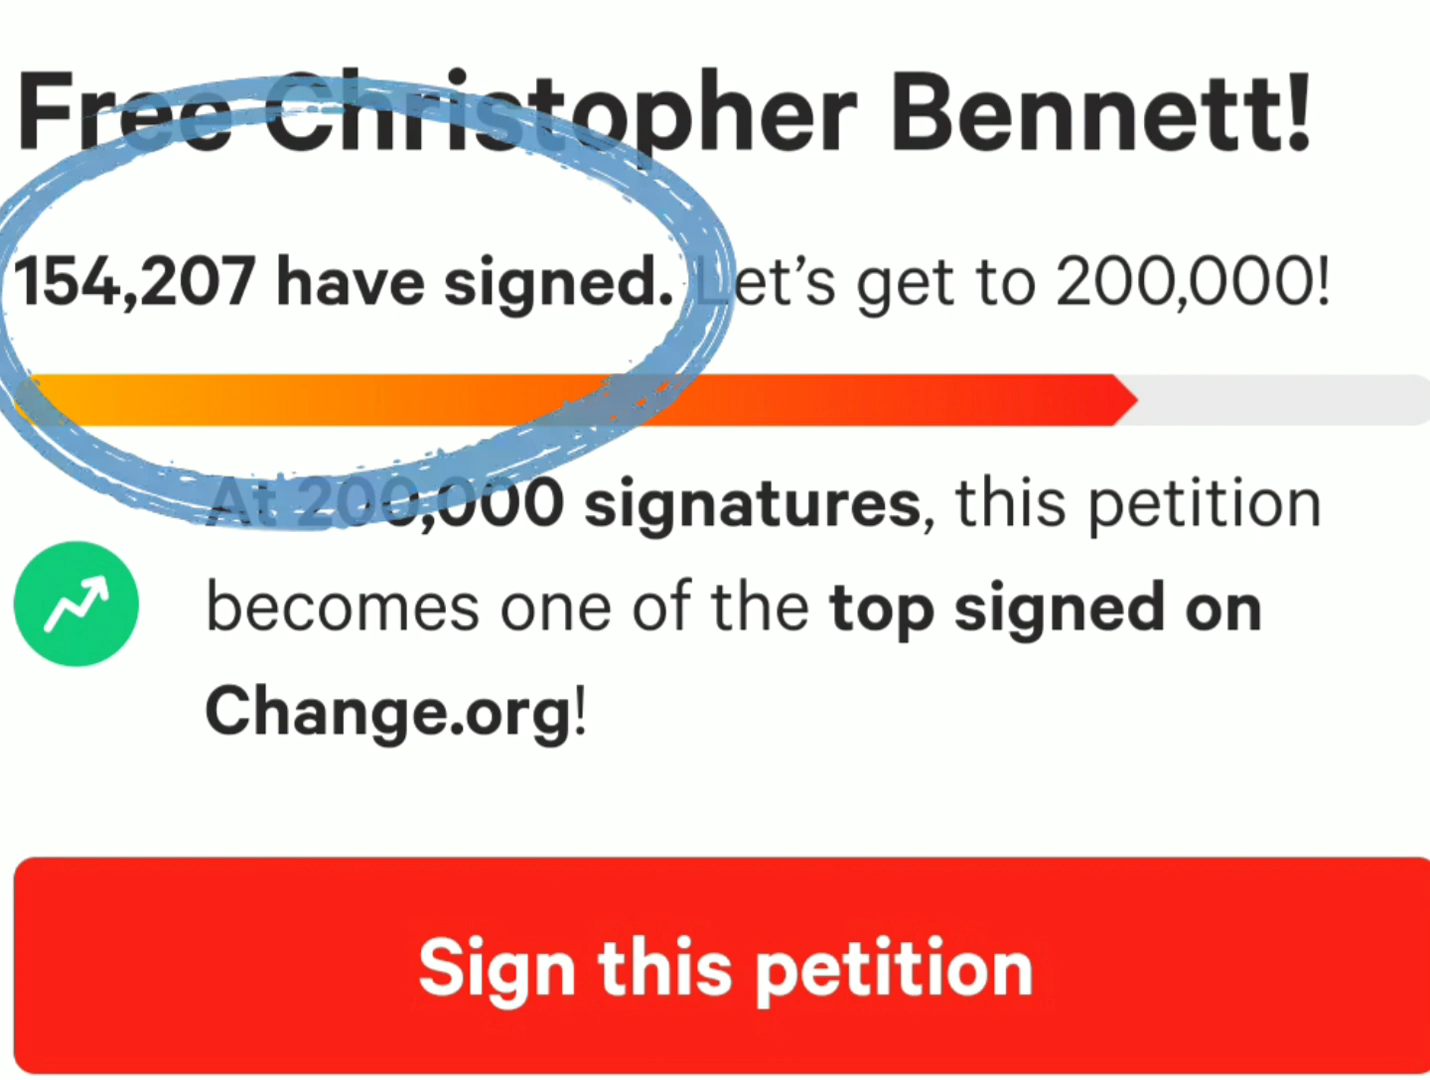 Free Christopher Bennett!
154,207 have signed. Let's get to 200,000!
At 200,000 signatures, this petition
becomes one of the top signed on
Change.org!
Sign this petition